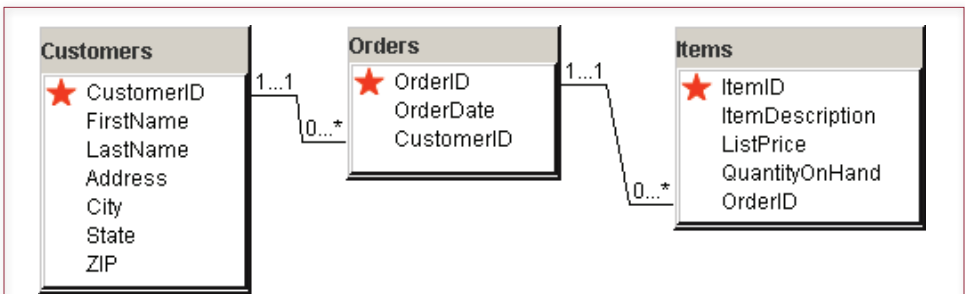 Customers
CustomerID
FirstName
LastName
Address
City
State
ZIP
1...1
0...*
Orders
OrderID
OrderDate
CustomerID
1...1
0...*
Items
ItemID
ItemDescription
ListPrice
QuantityOnHand
OrderID